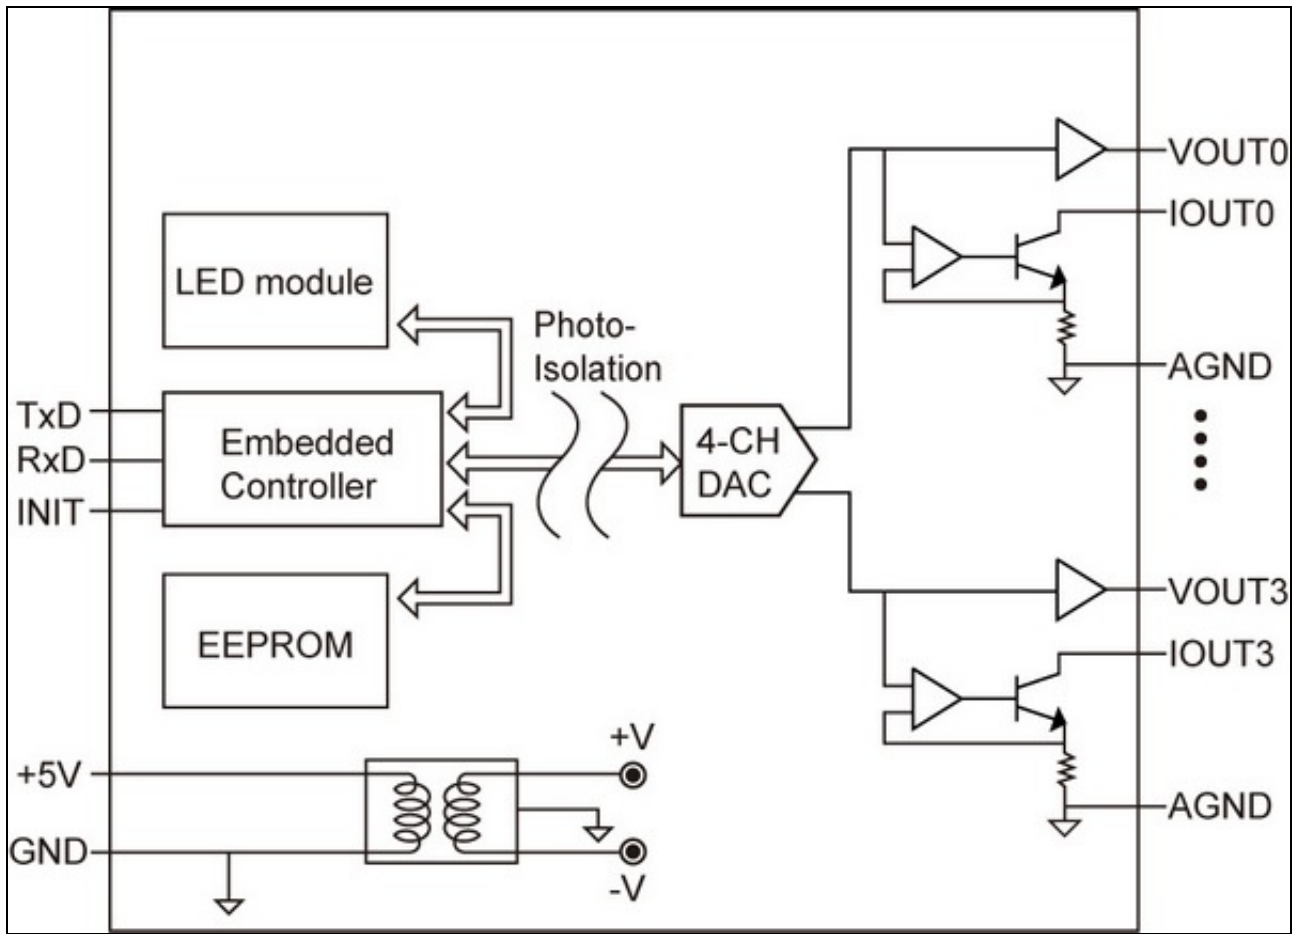 VOUT0
IOUT0
LED module
Photo-
Isolation
AGND
TxD
RxD
INIT
Embedded
Controller
4-CH
DAC
VOUT3
IOUT3
EEPROM
+V
+5V
AGND
GND
-V